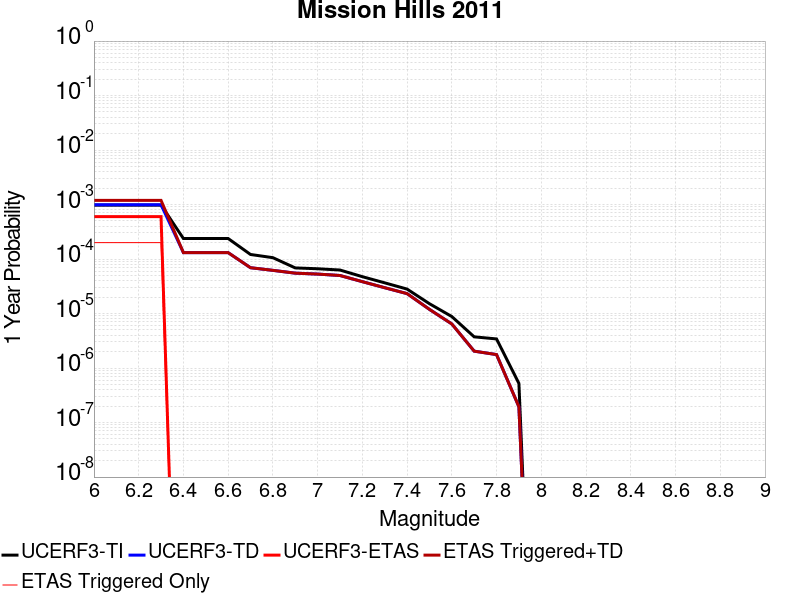 Mission Hills 2011
10^0
10^-1
10^-2
10^-3
10^-4
10^-5
10^-6
10^-7
10^-8
1 Year Probability
6 6.2 6.4 6.6 6.8 7 7.2 7.4 7.6 7.8 8 8.2 8.4 8.6 8.8 9
Magnitude
UCERF3-TI UCERF3-TD UCERF3-ETAS ETAS Triggered+TD
ETAS Triggered Only